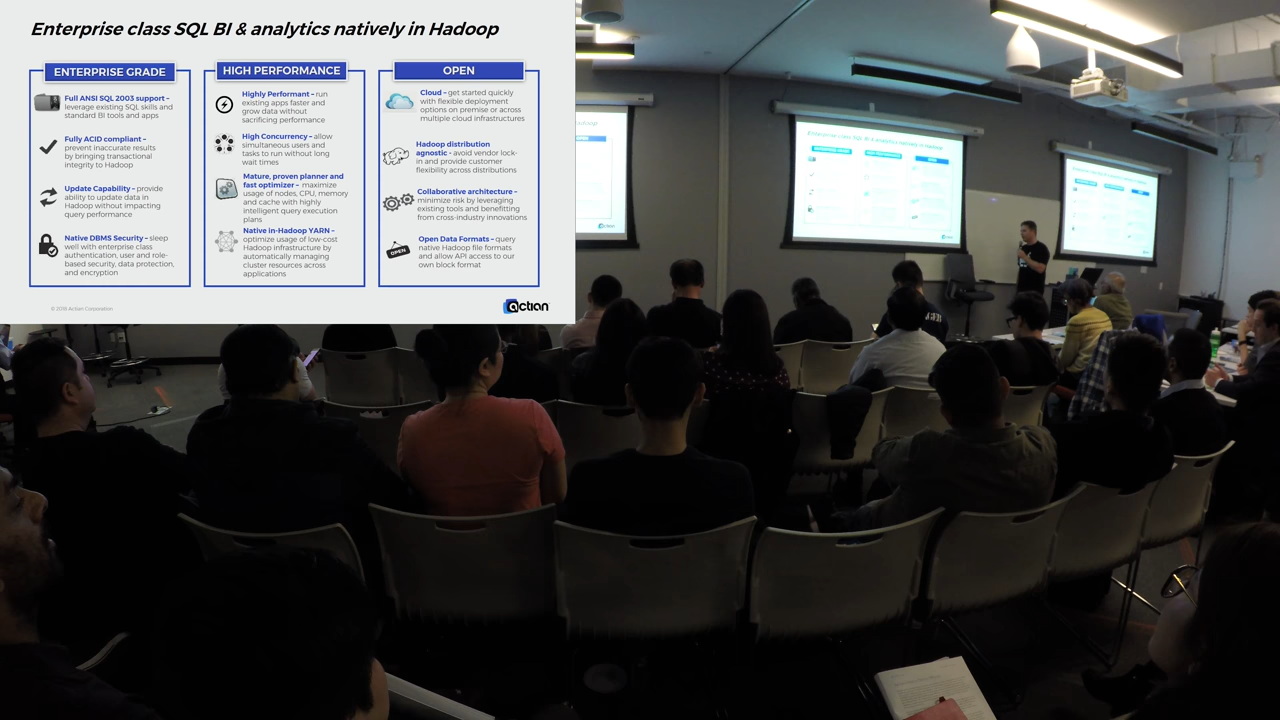 Enterprise class SQL BI & analytics natively in Hadoop
ENTERPRISE GRADE
Full ANSI SQL 2003 support –
leverage existing SQL skills and
standard BI tools and apps
Fully ACID compliant –
prevent inaccurate results
by bringing transactional
integrity to Hadoop
Update Capability – provide
ability to update data in
Hadoop without impacting
query performance
Native DBMS Security – sleep
well with enterprise class
authentication, user and role-
based security, data protection,
and encryption
HIGH PERFORMANCE
Highly Performant – run
existing apps faster and
grow data without
sacrificing performance
High Concurrency – allow
simultaneous users and
tasks to run without long
wait times
Mature, proven planner and
fast optimizer – maximize
usage of nodes, CPU, memory
and cache with highly
intelligent query execution
plans
Native in-Hadoop YARN –
optimize usage of low-cost
Hadoop infrastructure by
automatically managing
cluster resources across
applications
OPEN
Cloud – get started quickly
with flexible deployment
options on premise or across
multiple cloud infrastructures
Hadoop distribution
agnostic – avoid vendor lock-
in and provide customer
flexibility across distributions
Collaborative architecture –
minimize risk by leveraging
existing tools and benefitting
from cross-industry innovations
OPEN
Open Data Formats – query
native Hadoop file formats
and allow API access to our
own block format
actian
Enterprise class SQL BI & analytics natively in Hadoop